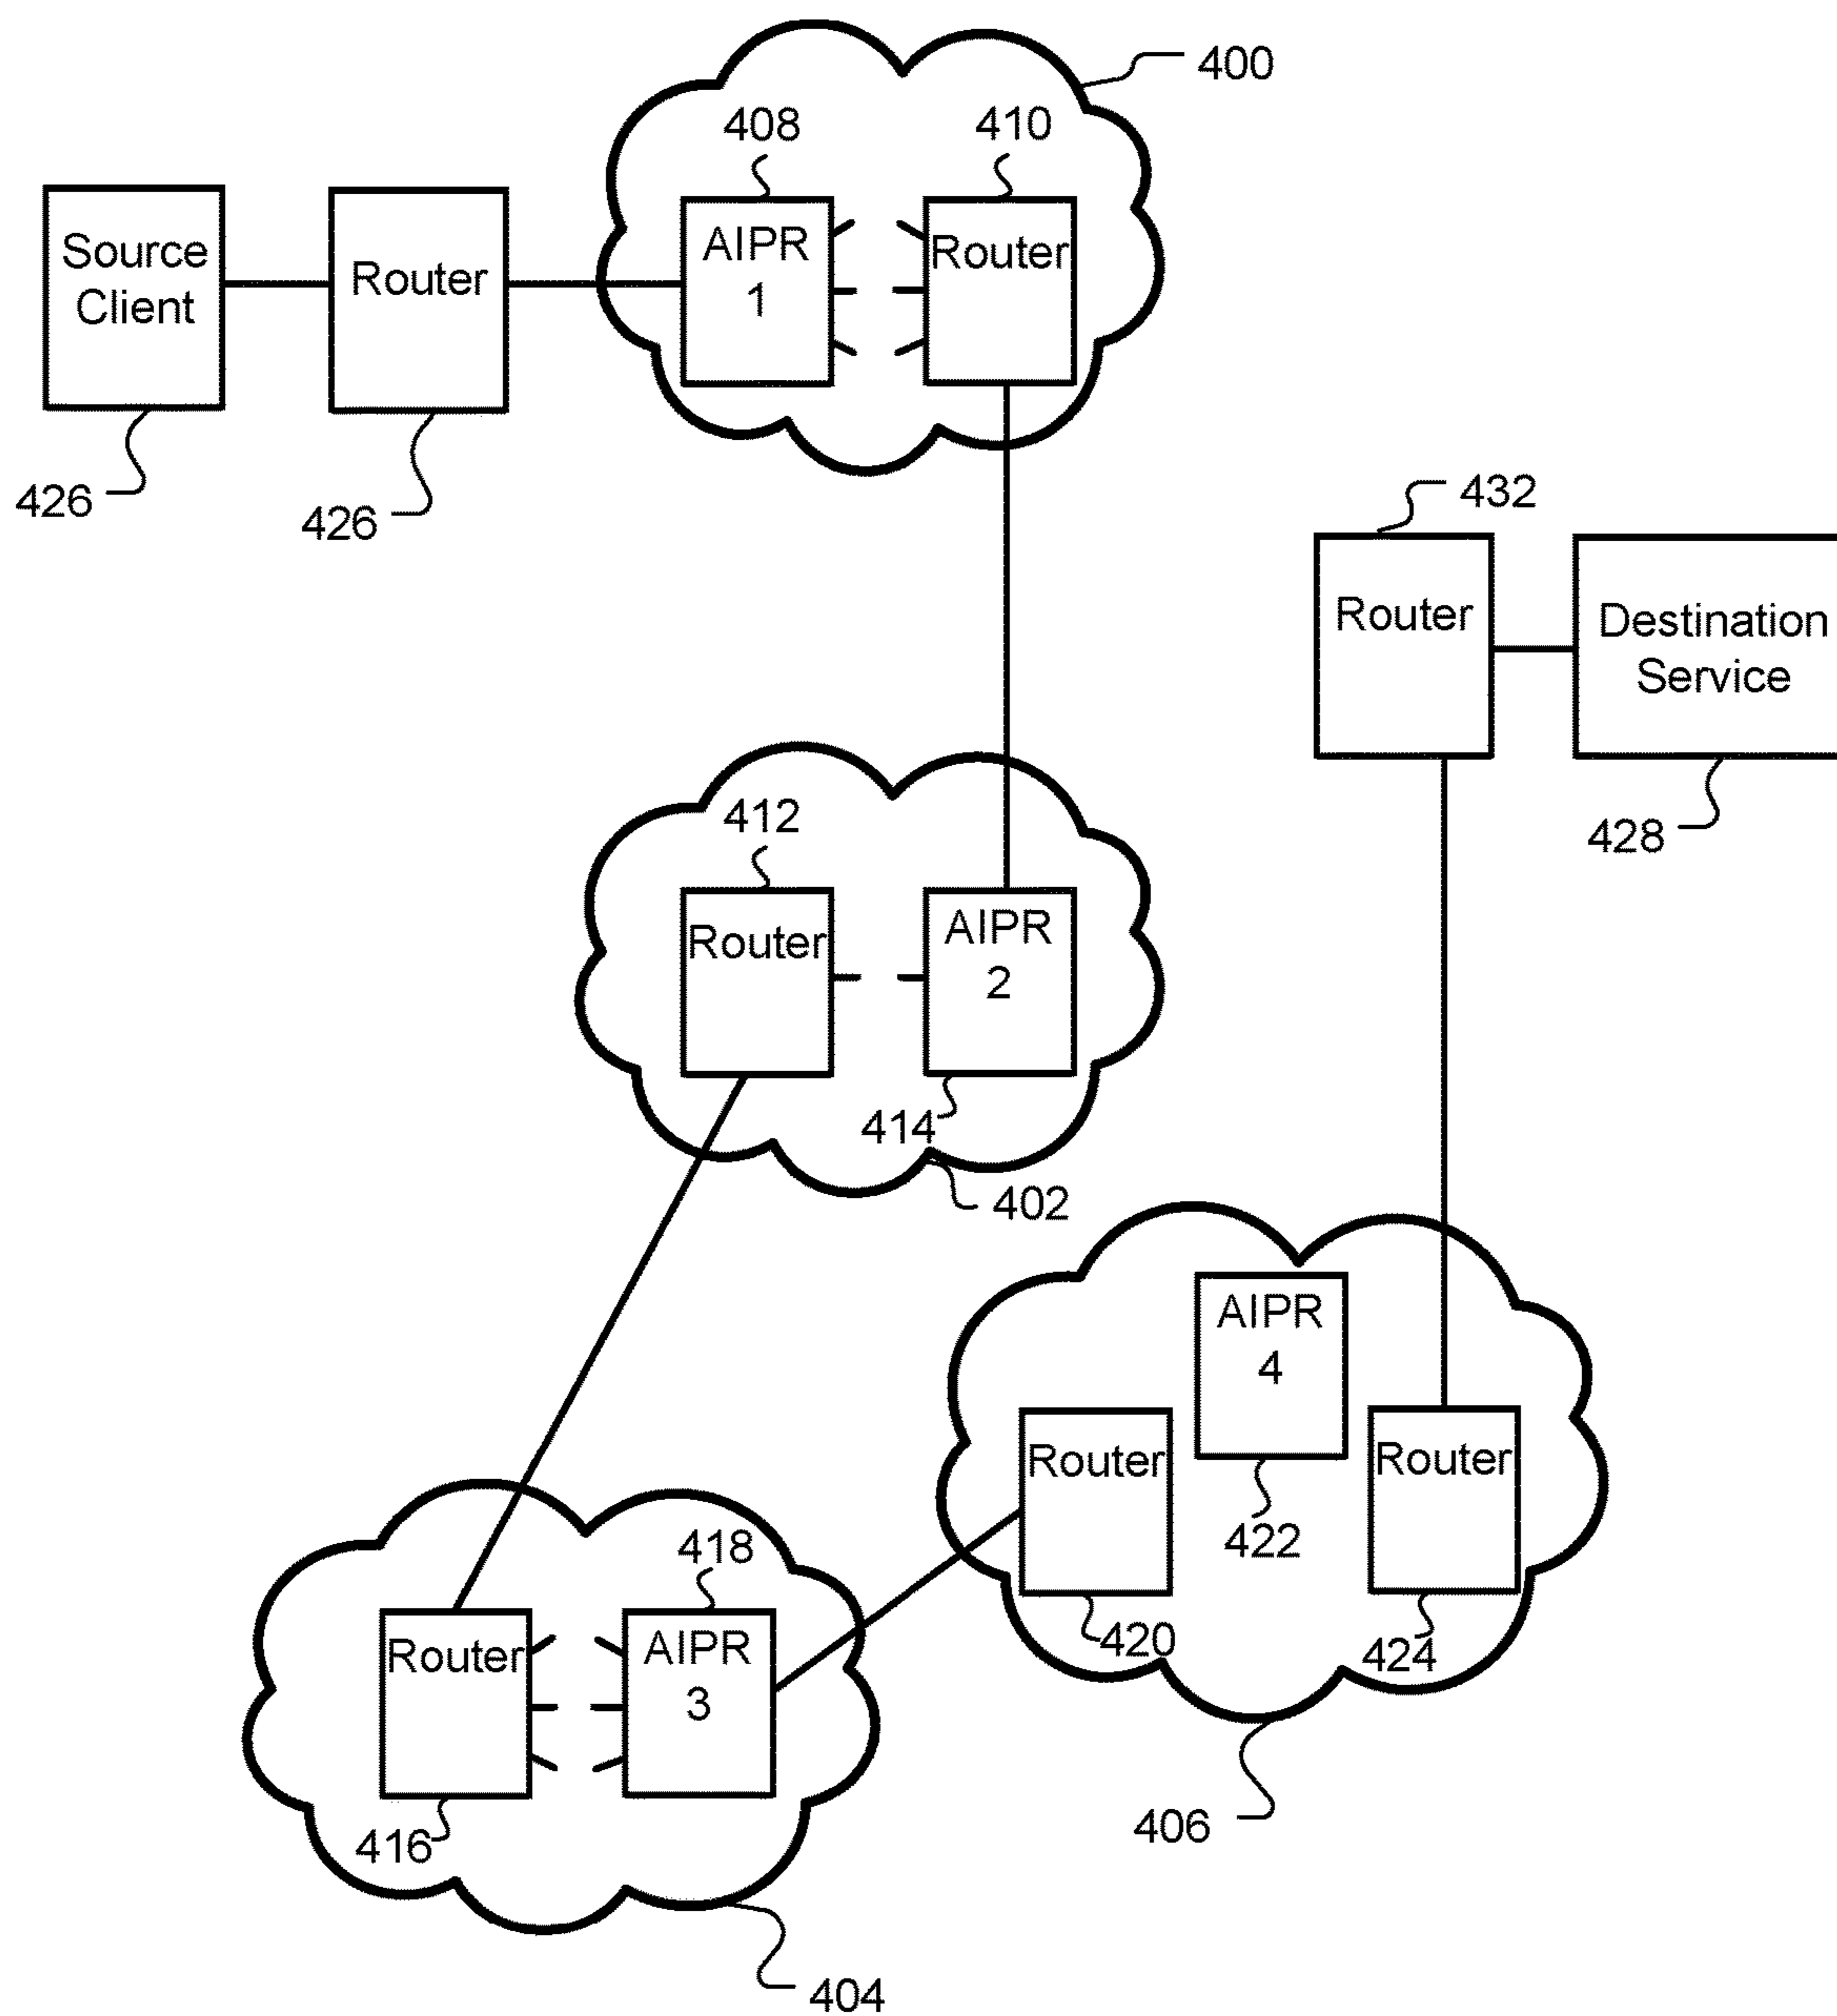 400
408
410
Source
Client
Router
AIPR
1
Router
426
426
432
Router
Destination
Service
428
412
Router
AIPR
2
414
402
AIPR
4
Router
Router
422
420
424
418
Router
AIPR
3
416
406
404